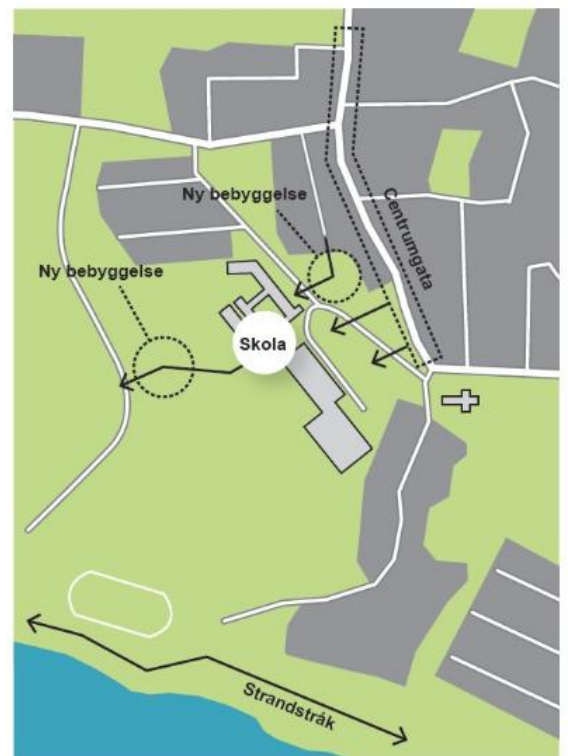 Ny bebyggelse
Centrumgata
Ny bebyggelse
Skola
Strandstråk